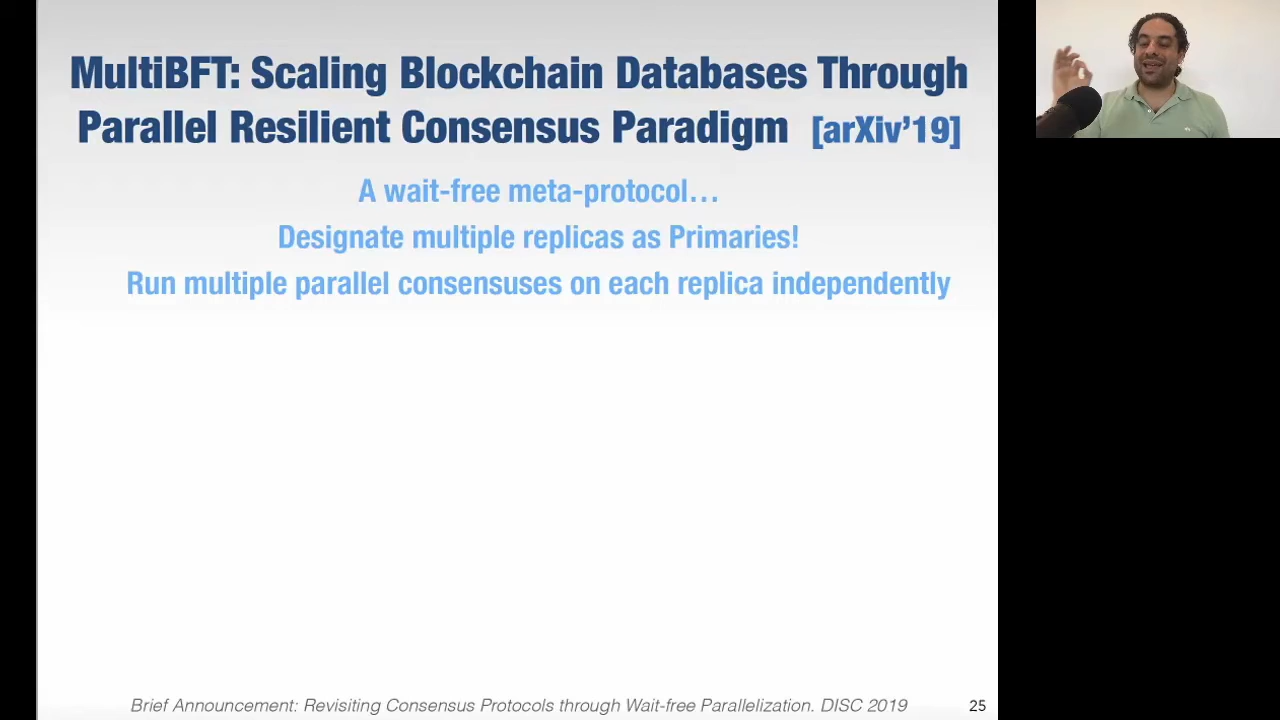 MultiBFT: Scaling Blockchain Databases Through
Parallel Resilient Consensus Paradigm [arXiv’19]
A wait-free meta-protocol…
Designate multiple replicas as Primaries!
Run multiple parallel consensuses on each replica independently
Brief Announcement: Revisiting Consensus Protocols through Wait-free Parallelization. DISC 2019
25